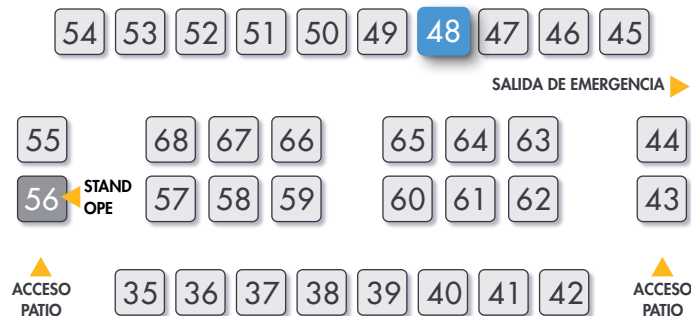 54 53 52 51 50 49 48 47 46 45
SALIDA DE EMERGENCIA
55 68 67 66 65 64 63 44
56 STAND OPE 57 58 59 60 61 62 43
ACCESO PATIO 35 36 37 38 39 40 41 42 ACCESO PATIO